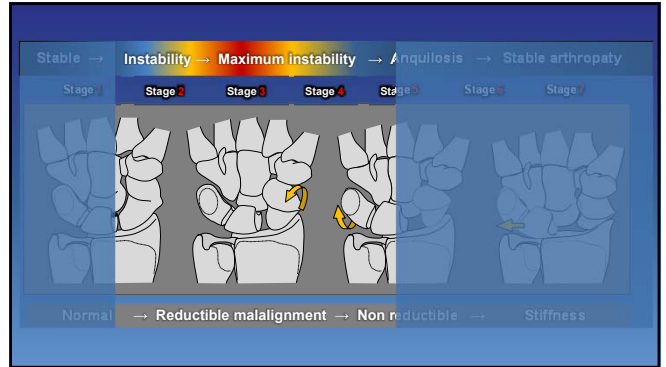 Stable → Instability → Maximum instability → Anquilosis → Stable arthropaty
Stage 1 Stage 2 Stage 3 Stage 4 Stage 5 Stage 6 Stage 7
Normal → Reductible malalignment → Non reductible → Stiffness